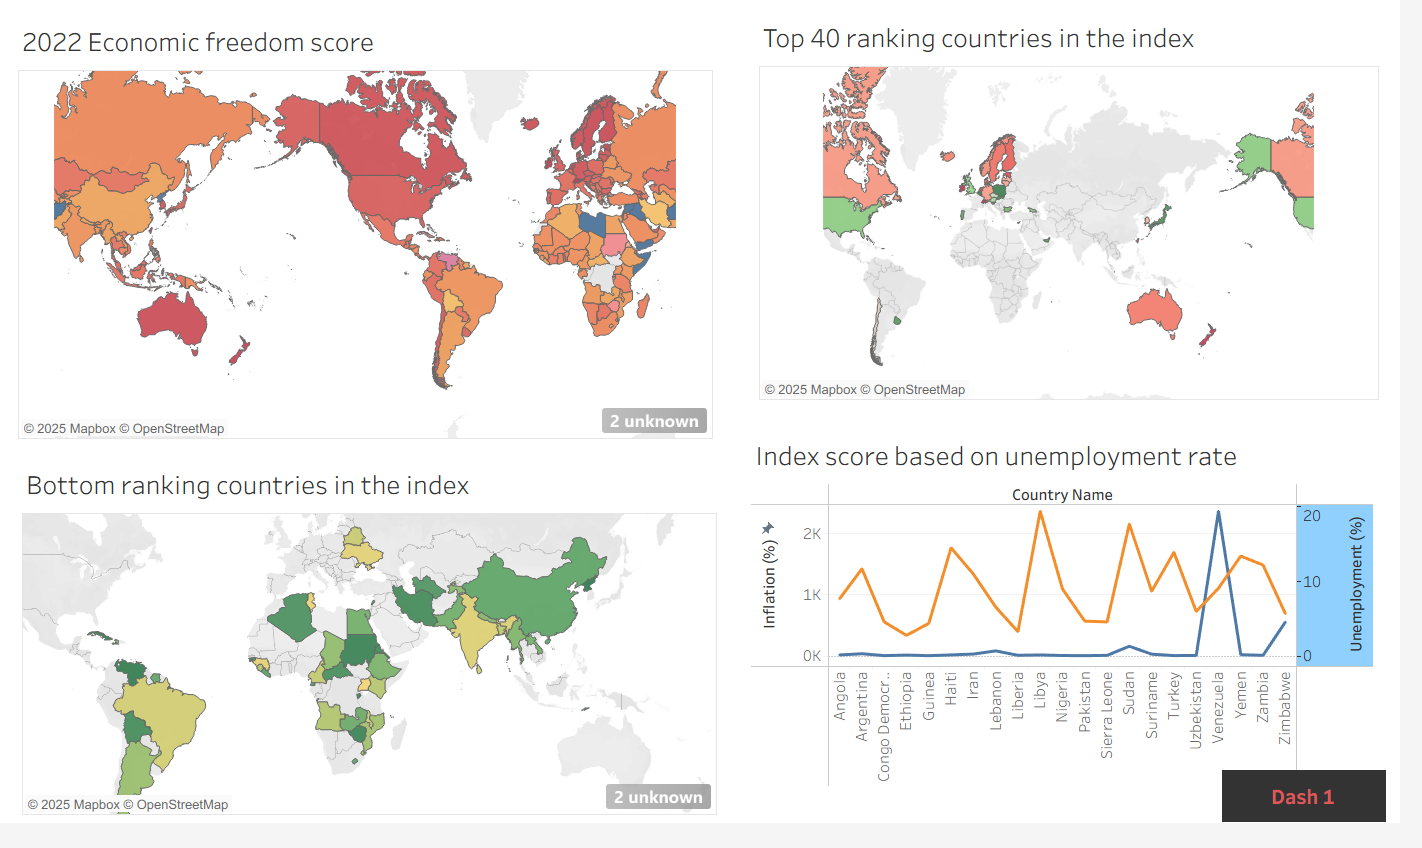 2022 Economic freedom score
© 2025 Mapbox © OpenStreetMap
2 unknown
Top 40 ranking countries in the index
© 2025 Mapbox © OpenStreetMap
Bottom ranking countries in the index
© 2025 Mapbox © OpenStreetMap
2 unknown
Index score based on unemployment rate
Country Name
Inflation (%)
2K
1K
0K
20
10
0
Unemployment (%)
Angola
Argentina
Congo Democr..
Ethiopia
Guinea
Haiti
Iran
Lebanon
Liberia
Libya
Nigeria
Pakistan
Sierra Leone
Sudan
Suriname
Turkey
Uzbekistan
Venezuela
Yemen
Zambia
Zimbabwe
Dash 1